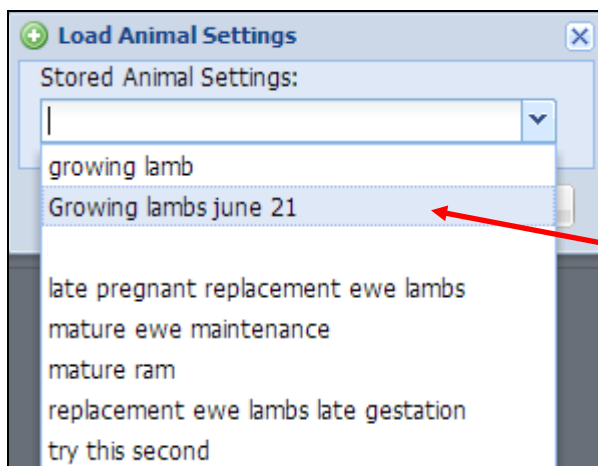 Load Animal Settings
Stored Animal Settings:
growing lamb
Growing lambs june 21
late pregnant replacement ewe lambs
mature ewe maintenance
mature ram
replacement ewe lambs late gestation
try this second